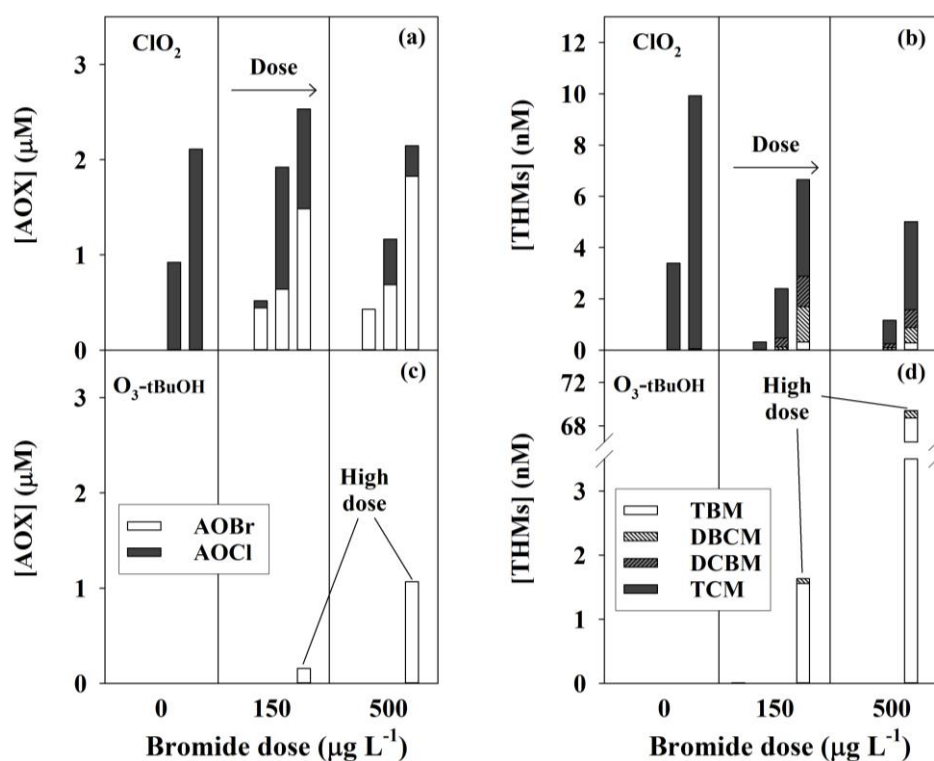 ClO2
(a)
Dose
3
2
1
0
[AOX] (μM)
ClO2
(b)
Dose
12
10
8
6
4
2
0
[THMs] (nM)
O3-tBuOH
(c)
3
2
1
0
[AOX] (μM)
High
dose
AOBr
AOCl
0
150
500
Bromide dose (μg L-1)
O3-tBuOH
(d)
High
dose
72
68
3
2
1
0
[THMs] (nM)
TBM
DBCM
DCBM
TCM
0
150
500
Bromide dose (μg L-1)